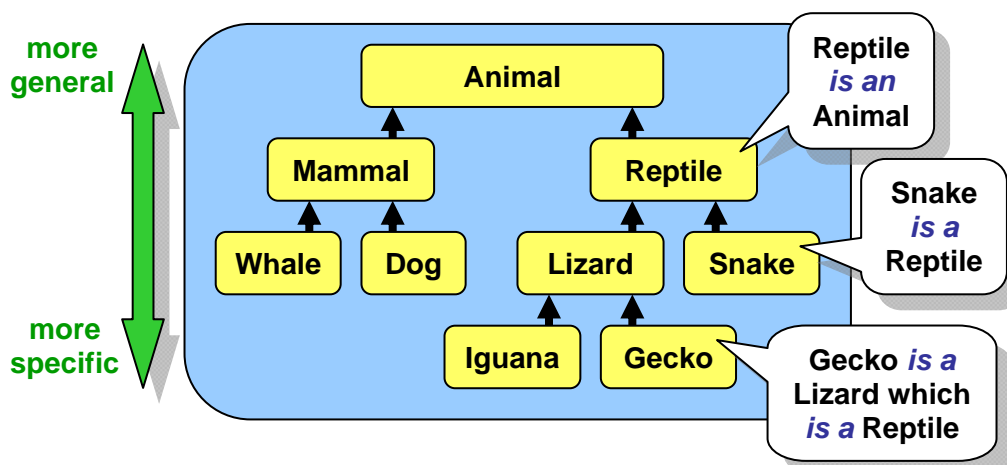 more
general
Animal
Reptile
is an
Animal
Mammal
Reptile
Snake
is a
Reptile
Whale
Dog
Lizard
Snake
more
specific
Iguana
Gecko
Gecko is a
Lizard which
is a Reptile